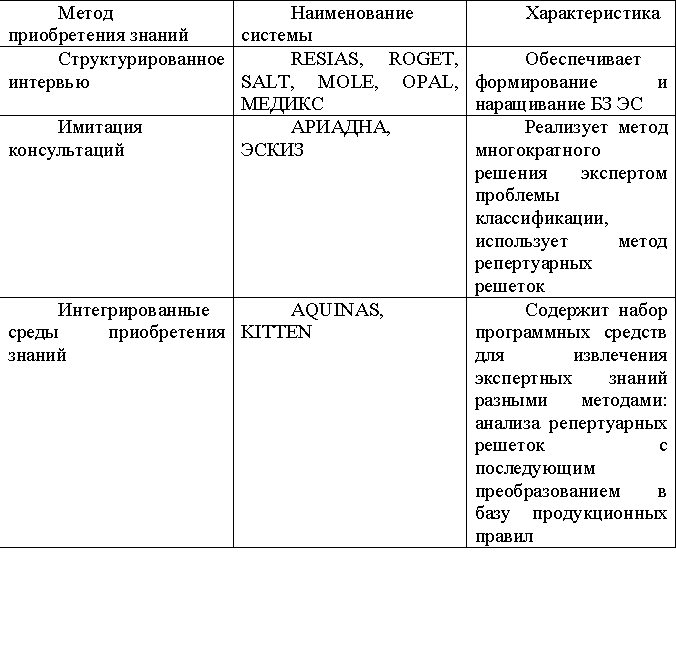 Метод
приобретения знаний
Наименование
системы
Характеристика
Структурированное
интервью
RESIAS, ROGET,
SALT, MOLE, OPAL,
МЕДИКС
Обеспечивает
формирование и
наращивание БЗ ЭС
Имитация
консультаций
АРИАДНА,
ЭСКИЗ
Реализует метод
многократного
решения экспертом
проблемы
классификации,
использует метод
репертуарных
решеток
Интегрированные
среды приобретения
знаний
AQUINAS,
KITTEN
Содержит набор
программных средств
для извлечения
экспертных знаний
разными методами:
анализа репертуарных
решеток с
последующим
преобразованием в
базу продукционных
правил